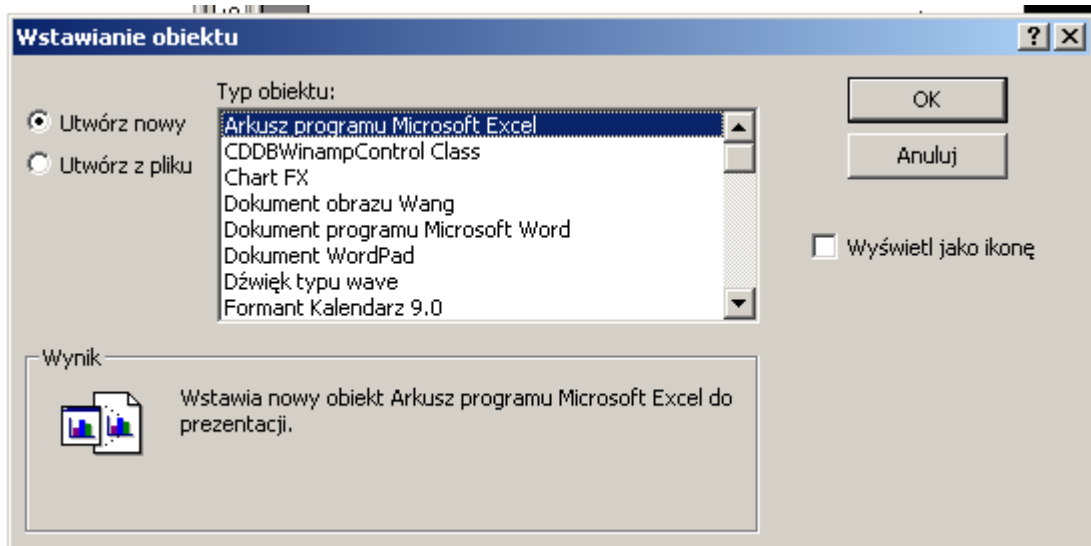 Wstawianie obiektu
Typ obiektu:
Utwórz nowy
Utwórz z pliku
Arkusz programu Microsoft Excel
CDDBWinampControl Class
Chart FX
Dokument obrazu Wang
Dokument programu Microsoft Word
Dokument WordPad
Dźwięk typu wave
Formant Kalendarz 9.0
OK
Anuluj
Wyświetl jako ikonę
Wynik
Wstawia nowy obiekt Arkusz programu Microsoft Excel do
prezentacji.